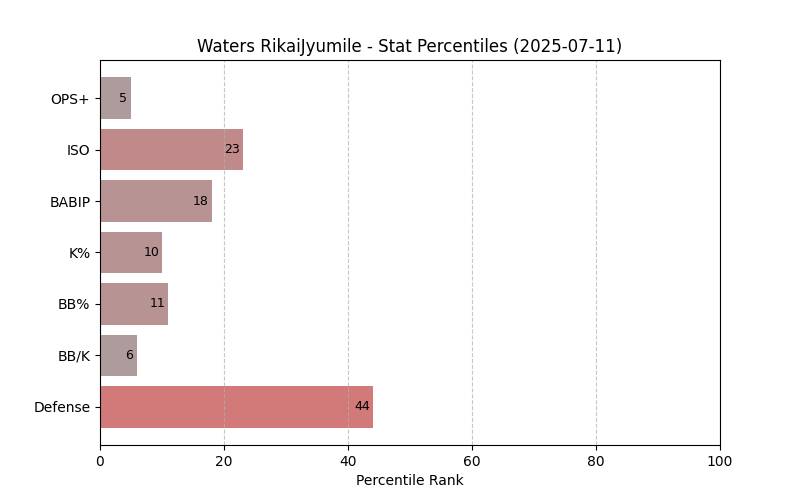 Waters RikaiJyumile - Stat Percentiles (2025-07-11)
OPS+ 5
ISO 23
BABIP 18
K% 10
BB% 11
BB/K 6
Defense 44
0 20 40 60 80 100
Percentile Rank